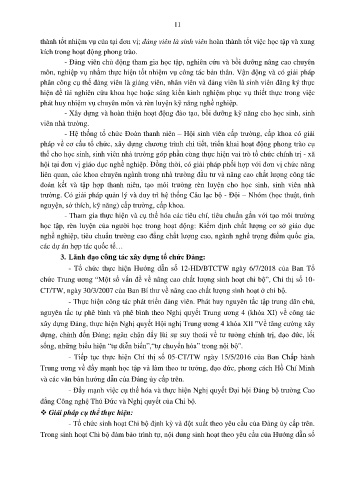 11
thành tốt nhiệm vụ của tại đơn vị; đảng viên là sinh viên hoàn thành tốt việc học tập và xung
kích trong hoạt động phong trào.
- Đảng viên chủ động tham gia học tập, nghiên cứu và bồi dưỡng nâng cao chuyên
môn, nghiệp vụ nhằm thực hiện tốt nhiệm vụ công tác bản thân. Vận động và có giải pháp
phân công cụ thể đảng viên là giảng viên, nhân viên và đảng viên là sinh viên đăng ký thực
hiện đề tài nghiên cứu khoa học hoặc sáng kiến kinh nghiệm phục vụ thiết thực trong việc
phát huy nhiệm vụ chuyên môn và rèn luyện kỹ năng nghề nghiệp.
- Xây dựng và hoàn thiện hoạt động đào tạo, bồi dưỡng kỹ năng cho học sinh, sinh
viên nhà trường.
- Hệ thống tổ chức Đoàn thanh niên – Hội sinh viên cấp trường, cấp khoa có giải
pháp về cơ cấu tổ chức, xây dựng chương trình chi tiết, triển khai hoạt động phong trào cụ
thể cho học sinh, sinh viên nhà trường góp phần cùng thực hiện vai trò tổ chức chính trị - xã
hội tại đơn vị giáo dục nghề nghiệp. Đồng thời, có giải pháp phối hợp với đơn vị chức năng
liên quan, các khoa chuyên ngành trong nhà trường đầu tư và nâng cao chất lượng công tác
đoàn kết và tập hợp thanh niên, tạo môi trường rèn luyện cho học sinh, sinh viên nhà
trường. Có giải pháp quản lý và duy trì hệ thống Câu lạc bộ - Đội – Nhóm (học thuật, tình
nguyện, sở thích, kỹ năng) cấp trường, cấp khoa.
- Tham gia thực hiện và cụ thể hóa các tiêu chí, tiêu chuẩn gắn với tạo môi trường
học tập, rèn luyện của người học trong hoạt động: Kiểm định chất lượng cơ sở giáo dục
nghề nghiệp, tiêu chuẩn trường cao đẳng chất lượng cao, ngành nghề trọng điểm quốc gia,
các dự án hợp tác quốc tế…
3. Lãnh đạo công tác xây dựng tổ chức Đảng:
- Tổ chức thực hiện Hướng dẫn số 12-HD/BTCTW ngày 6/7/2018 của Ban Tổ
chức Trung ương “Một số vấn đề về nâng cao chất lượng sinh hoạt chi bộ”, Chỉ thị số 10-
CT/TW, ngày 30/3/2007 của Ban Bí thư về nâng cao chất lượng sinh hoạt ở chi bộ.
- Thực hiện công tác phát triển đảng viên. Phát huy nguyên tắc tập trung dân chủ,
nguyên tắc tự phê bình và phê bình theo Nghị quyết Trung ương 4 (khóa XI) về công tác
xây dựng Đảng, thực hiện Nghị quyết Hội nghị Trung ương 4 khóa XII "Về tăng cường xây
dựng, chỉnh đốn Đảng; ngăn chặn đẩy lùi sự suy thoái về tư tưởng chính trị, đạo đức, lối
sống, những biểu hiện “tự diễn biến”,“tự chuyển hóa” trong nội bộ".
- Tiếp tục thực hiện Chỉ thị số 05-CT/TW ngày 15/5/2016 của Ban Chấp hành
Trung ương về đẩy mạnh học tập và làm theo tư tưởng, đạo đức, phong cách Hồ Chí Minh
và các văn bản hướng dẫn của Đảng ủy cấp trên.
- Đẩy mạnh việc cụ thể hóa và thực hiện Nghị quyết Đại hội Đảng bộ trường Cao
đẳng Công nghệ Thủ Đức và Nghị quyết của Chi bộ.
❖ Giải pháp cụ thể thực hiện:
- Tổ chức sinh hoạt Chi bộ định kỳ và đột xuất theo yêu cầu của Đảng ủy cấp trên.
Trong sinh hoạt Chi bộ đảm bảo trình tự, nội dung sinh hoạt theo yêu cầu của Hướng dẫn số